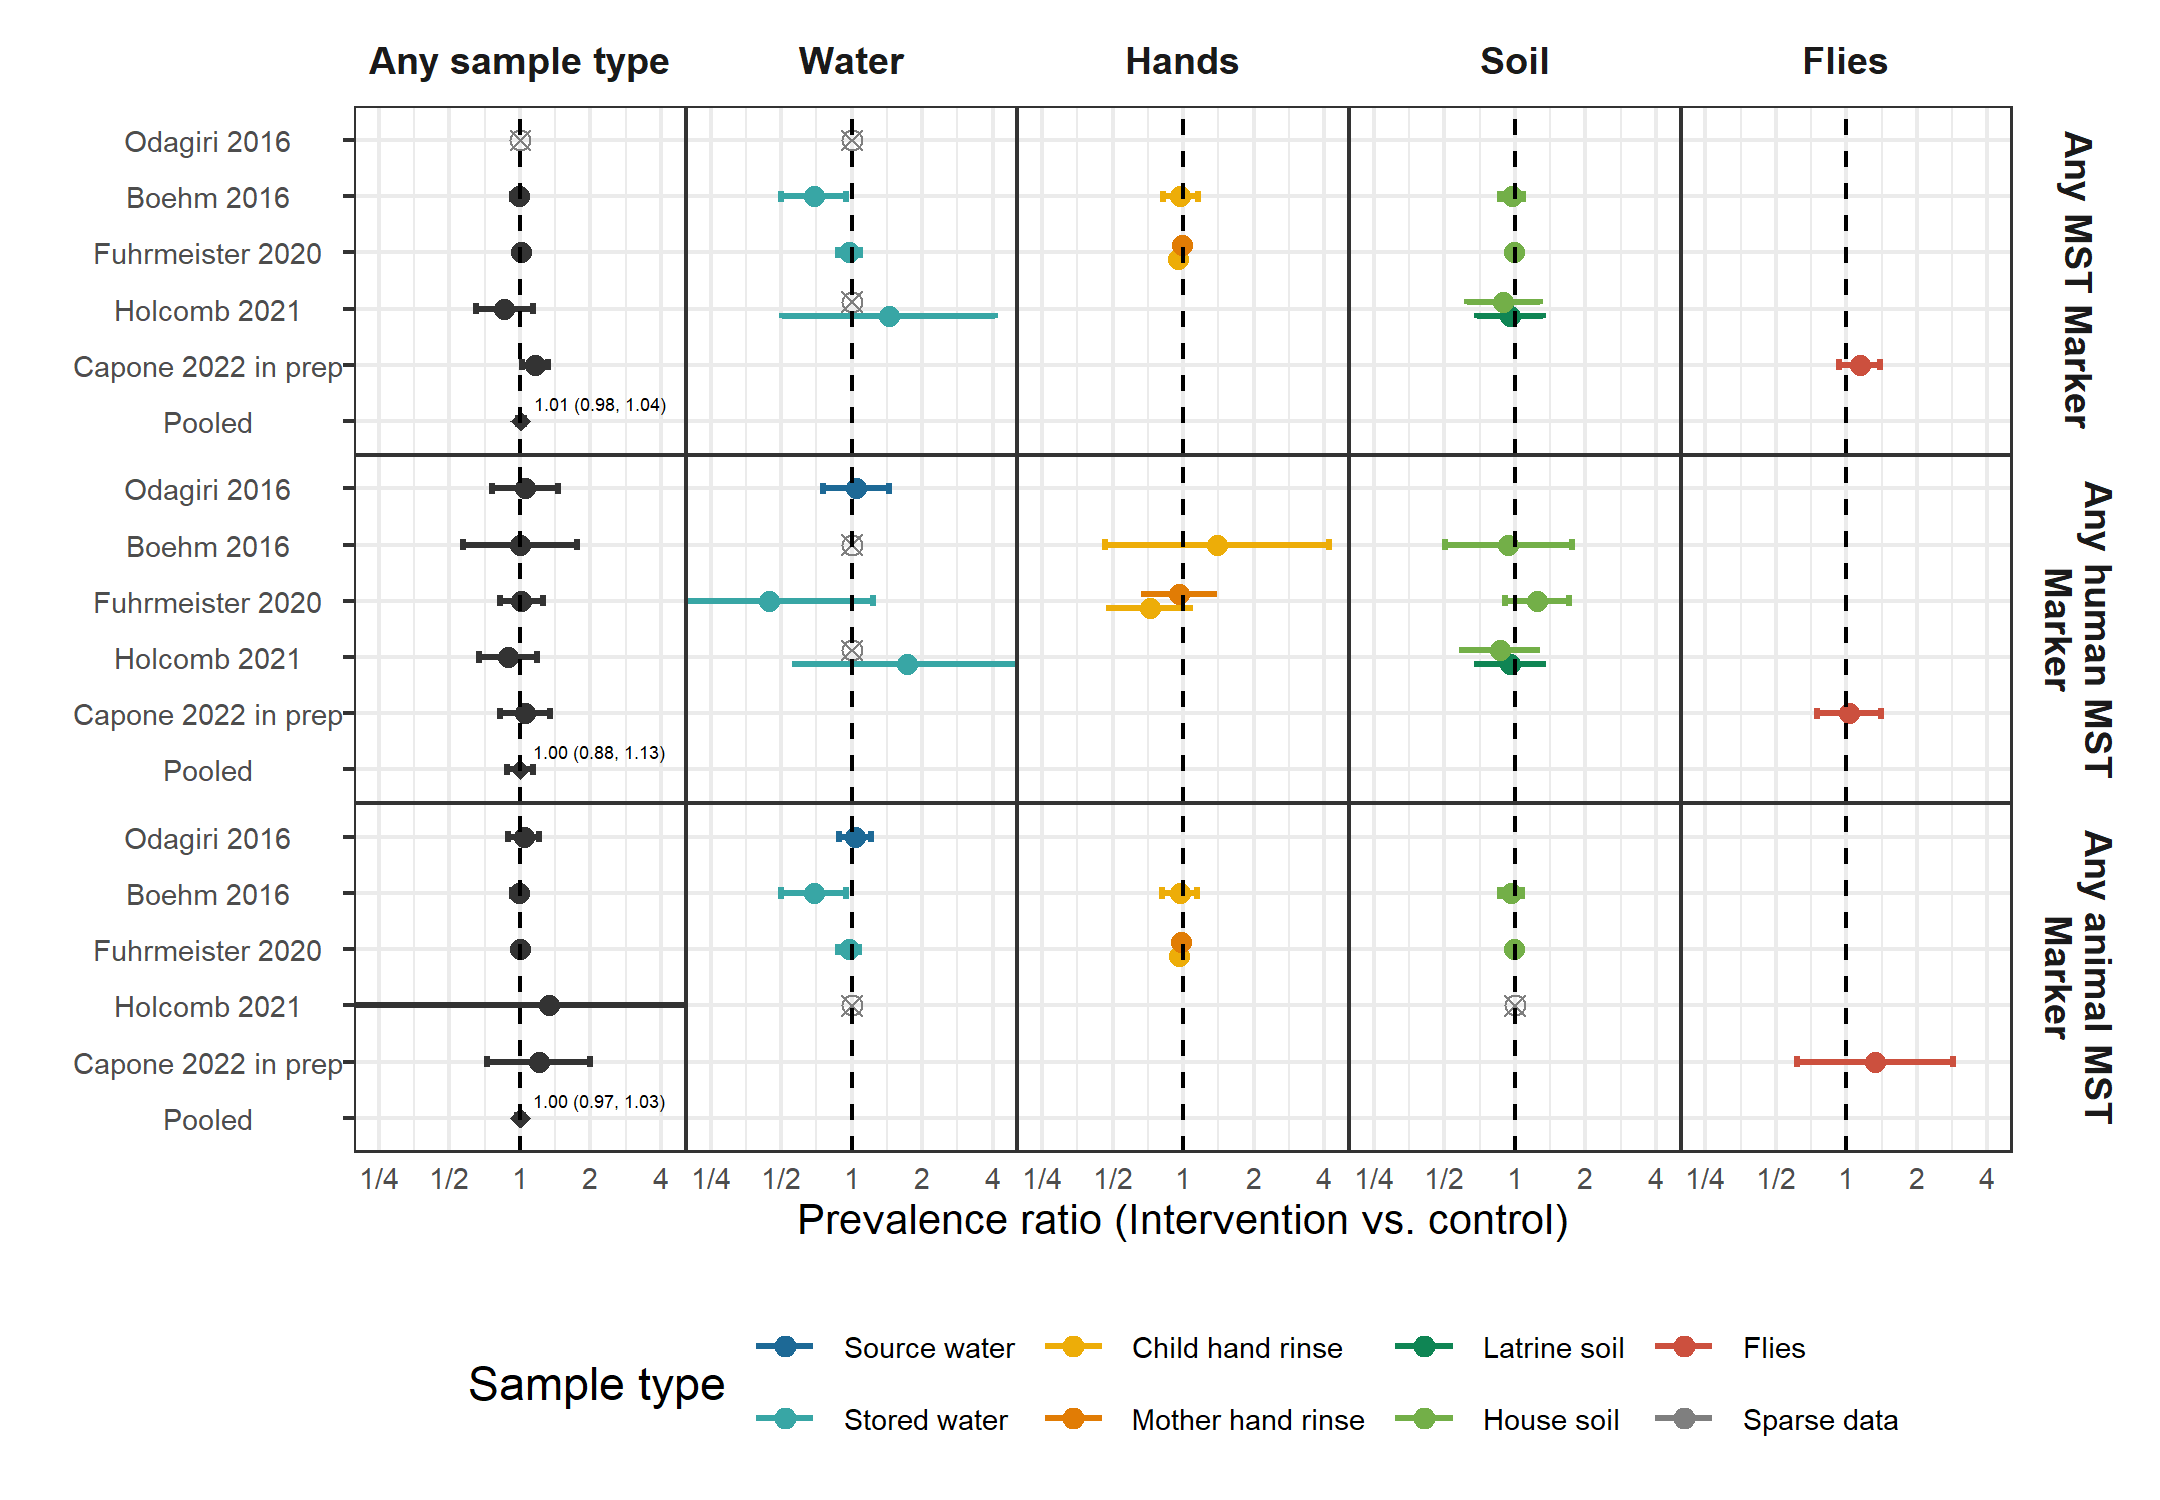 Any sample type Water Hands Soil Flies
Odagiri 2016
Boehm 2016
Fuhrmeister 2020
Holcomb 2021
Capone 2022 in prep
1.01 (0.98, 1.04)
Pooled
Any MST Marker
Odagiri 2016
Boehm 2016
Fuhrmeister 2020
Holcomb 2021
Capone 2022 in prep
1.00 (0.88, 1.13)
Pooled
Any human MST
Marker
Odagiri 2016
Boehm 2016
Fuhrmeister 2020
Holcomb 2021
Capone 2022 in prep
1.00 (0.97, 1.03)
Pooled
Any animal MST
Marker
1/4 1/2 1 2 4 1/4 1/2 1 2 4 1/4 1/2 1 2 4 1/4 1/2 1 2 4 1/4 1/2 1 2 4
Prevalence ratio (Intervention vs. control)
Sample type
Source water Child hand rinse Latrine soil Flies
Stored water Mother hand rinse House soil Sparse data